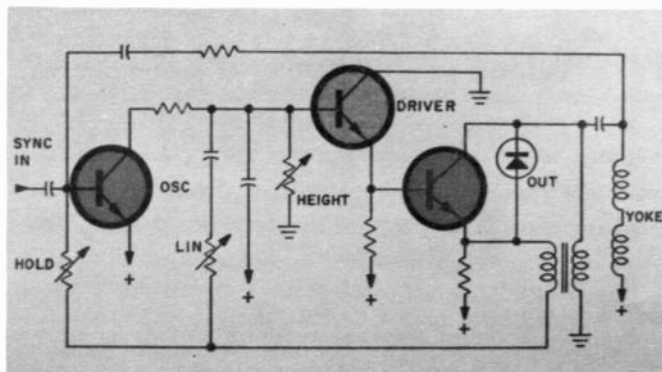 DRIVER
SYNC
IN
OSC
OUT
HEIGHT
YOKE
HOLD
LIN
+
+
+
+
+